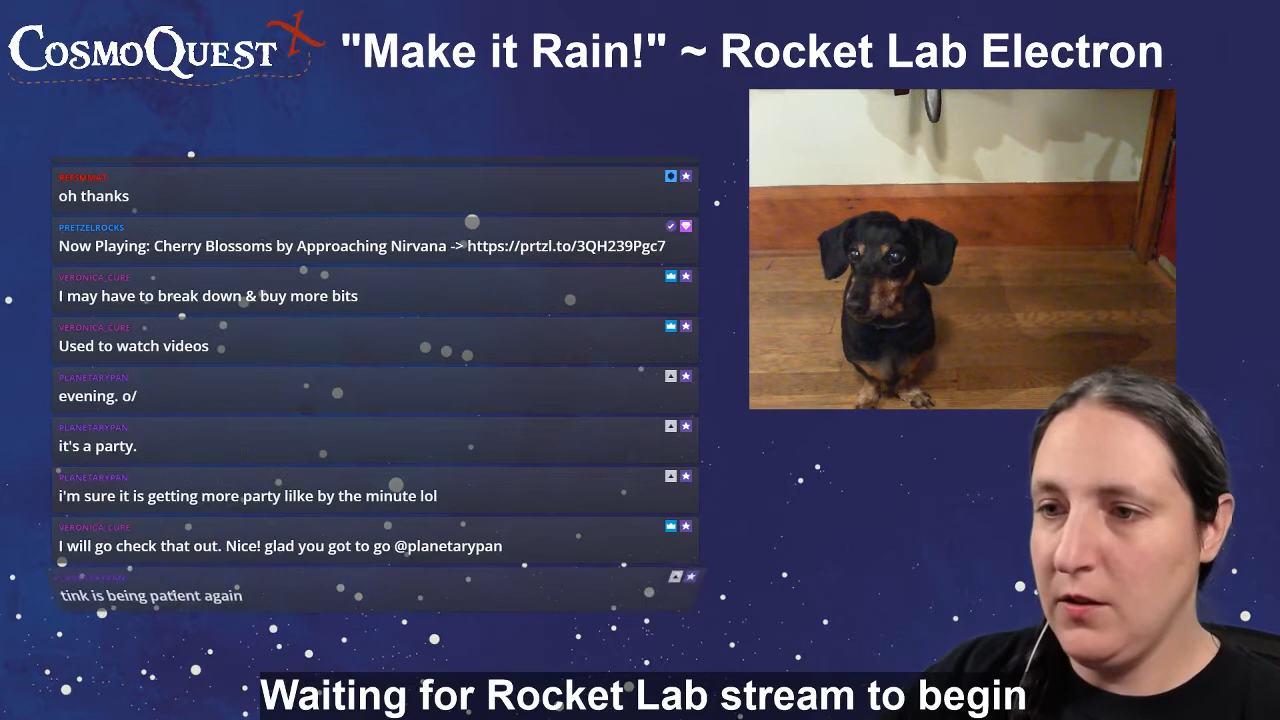 COSMOQUEST X
"Make it Rain!" ~ Rocket Lab Electron
BEESMMAT
oh thanks
PRETZELROCKS
Now Playing: Cherry Blossoms by Approaching Nirvana -> https://prtzl.to/3QH239Pgc7
VERONICA_CURE
I may have to break down & buy more bits
VERONICA_CURE
Used to watch videos
PLANETARYPAN
evening. o/
PLANETARYPAN
it's a party.
PLANETARYPAN
i'm sure it is getting more party lilke by the minute lol
VERONICA_CURE
I will go check that out. Nice! glad you got to go @planetarypan
PLANETARYPAN
tink is being patient again
Waiting for Rocket Lab stream to begin